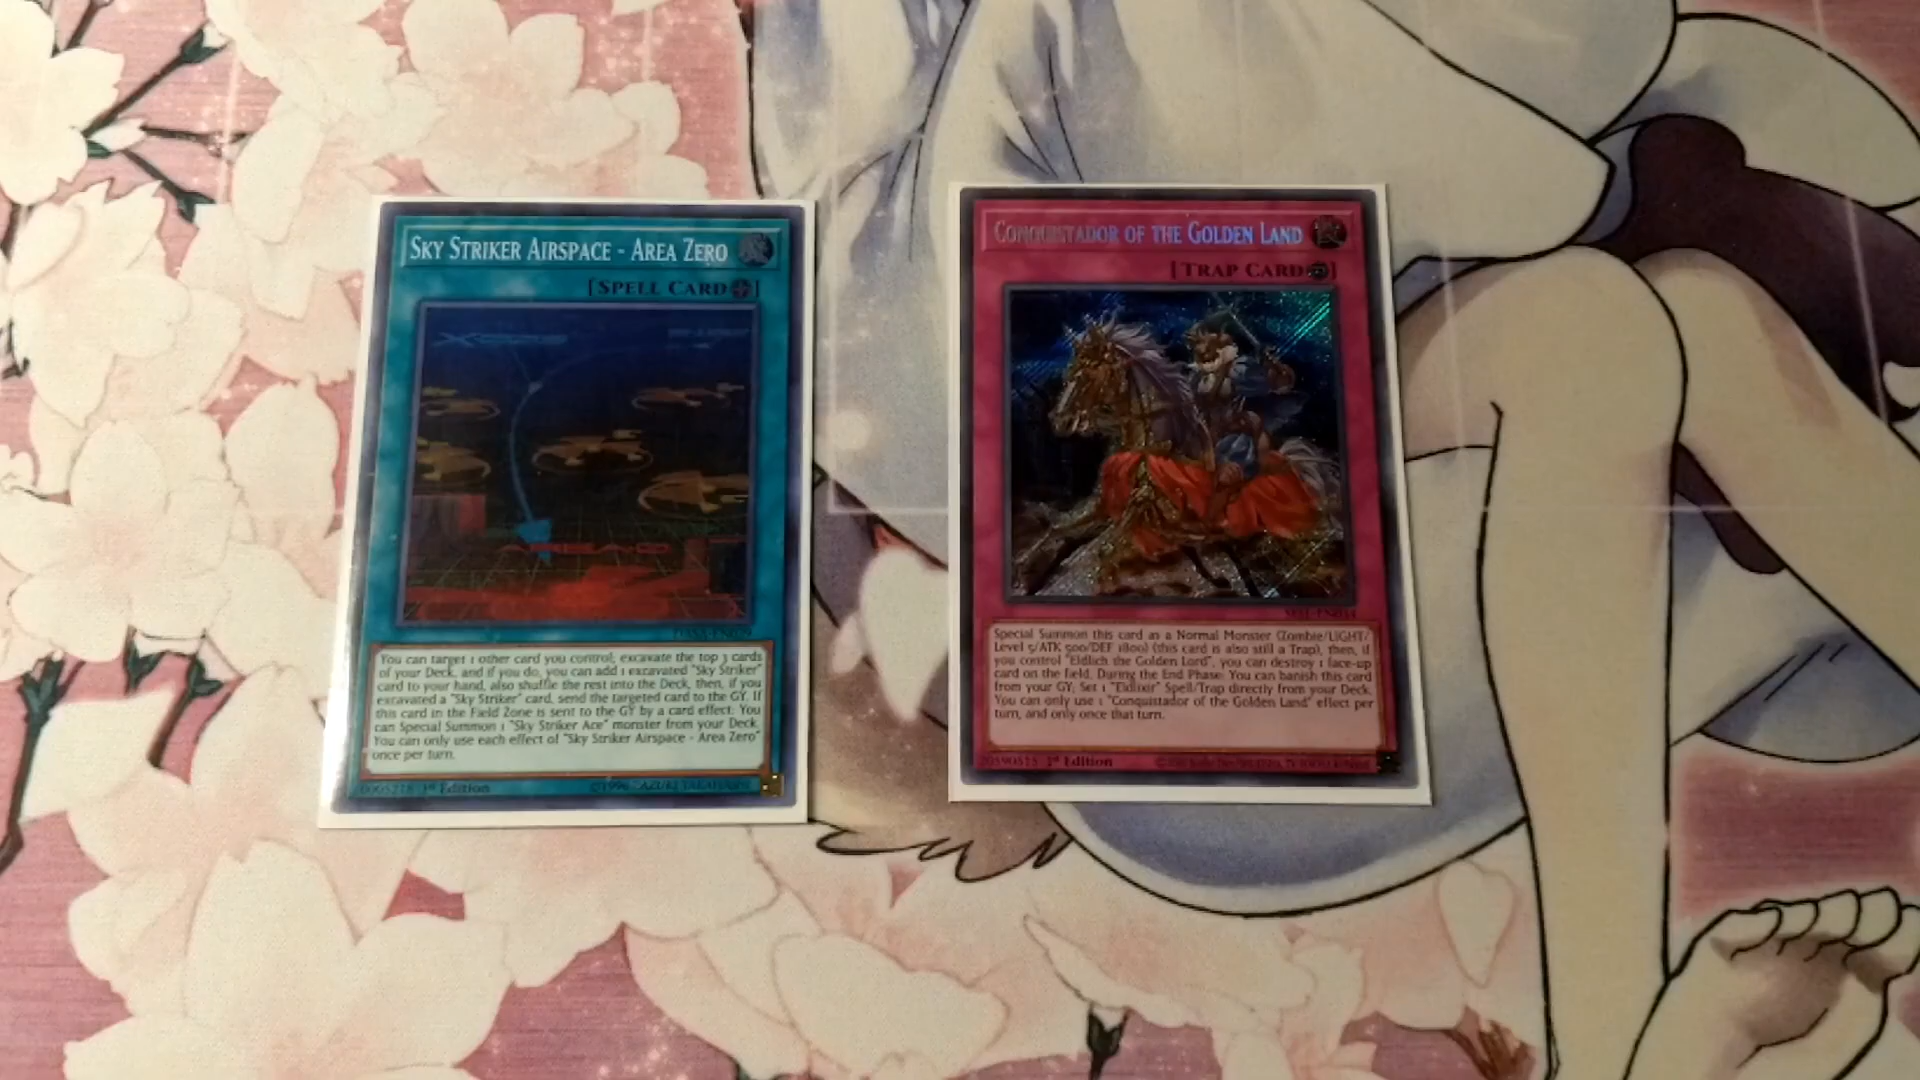 SKY STRIKER AIRSPACE - AREA ZERO
[SPELL CARD]
You can target 1 other card you control; excavate the top 3 cards
of your Deck, and if you do, you can add 1 excavated "Sky Striker"
card to your hand, also shuffle the rest into the Deck, then, if you
excavated a "Sky Striker" card, send the targeted card to the GY. If
this card in the Field Zone is sent to the GY by a card effect: You
can Special Summon 1 "Sky Striker Ace" monster from your Deck.
You can only use each effect of "Sky Striker Airspace - Area Zero"
once per turn.
1st Edition
©1996 KAZUKI TAKAHASHI
CONQUISTADOR OF THE GOLDEN LAND
[TRAP CARD]
Special Summon this card as a Normal Monster (Zombie/LIGHT/
Level 5/ATK 500/DEF 1800) (this card is also still a Trap), then, if
you control "Eldlich the Golden Lord", you can destroy 1 face-up
card on the field. During the End Phase: You can banish this card
from your GY; Set 1 "Eldlixir" Spell/Trap directly from your Deck.
You can only use 1 "Conquistador of the Golden Land" effect per
turn, and only once that turn.
20590515 1st Edition